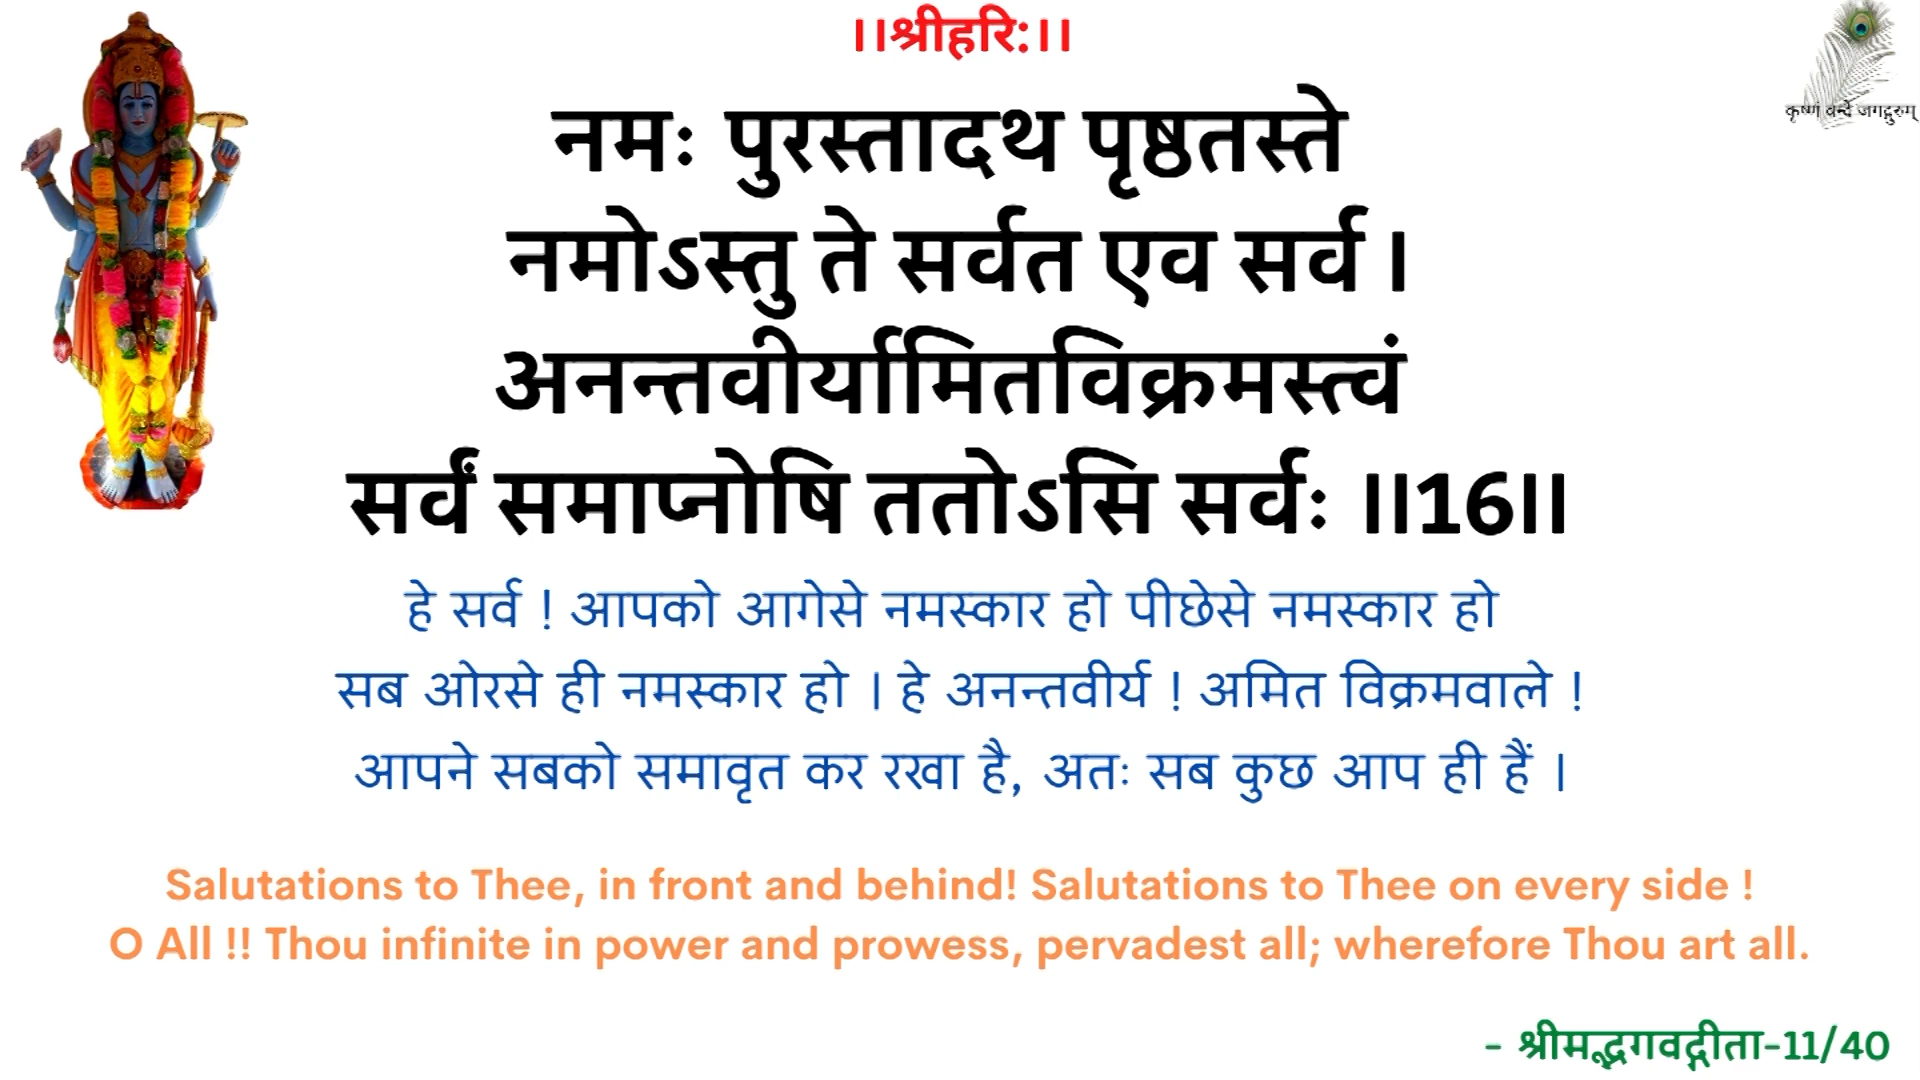 ।।श्रीहरि:।।
कृष्णं वन्दे जगद्गुरुम्
नमः पुरस्तादथ पृष्ठतस्ते
नमोऽस्तु ते सर्वत एव सर्व।
अनन्तवीर्यामितविक्रमस्त्वं
सर्वं समाप्नोषि ततोऽसि सर्वः ॥16॥
हे सर्व ! आपको आगेसे नमस्कार हो पीछेसे नमस्कार हो
सब ओरसे ही नमस्कार हो । हे अनन्तवीर्य ! अमित विक्रमवाले !
आपने सबको समावृत कर रखा है, अतः सब कुछ आप ही हैं ।
Salutations to Thee, in front and behind! Salutations to Thee on every side !
O All !! Thou infinite in power and prowess, pervadest all; wherefore Thou art all.
- श्रीमद्भगवद्गीता-11/40